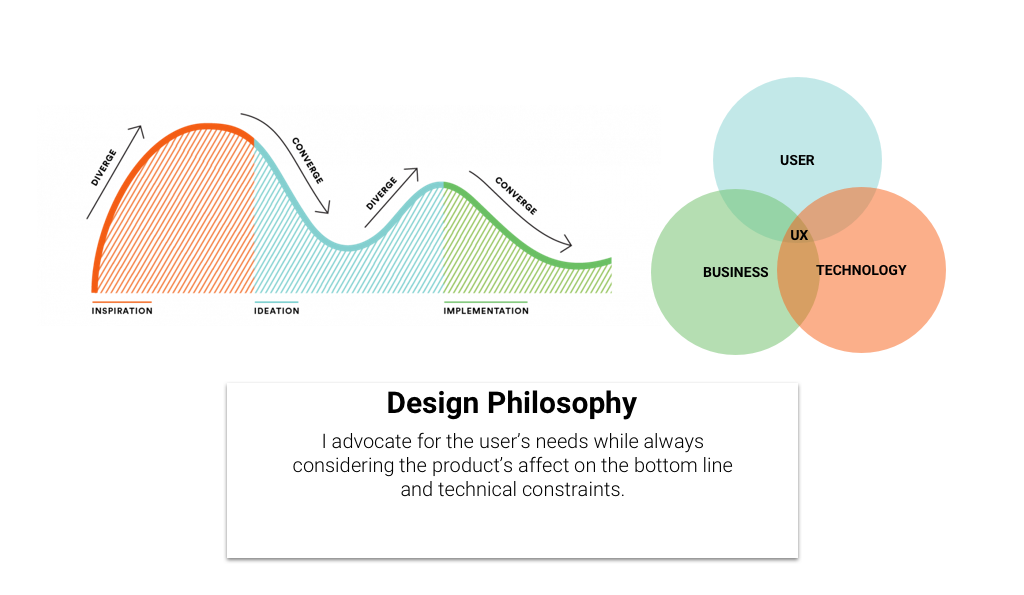 DIVERGE
CONVERGE
DIVERGE
CONVERGE
INSPIRATION
IDEATION
IMPLEMENTATION
USER
UX
BUSINESS
TECHNOLOGY
Design Philosophy
I advocate for the user’s needs while always
considering the product’s affect on the bottom line
and technical constraints.